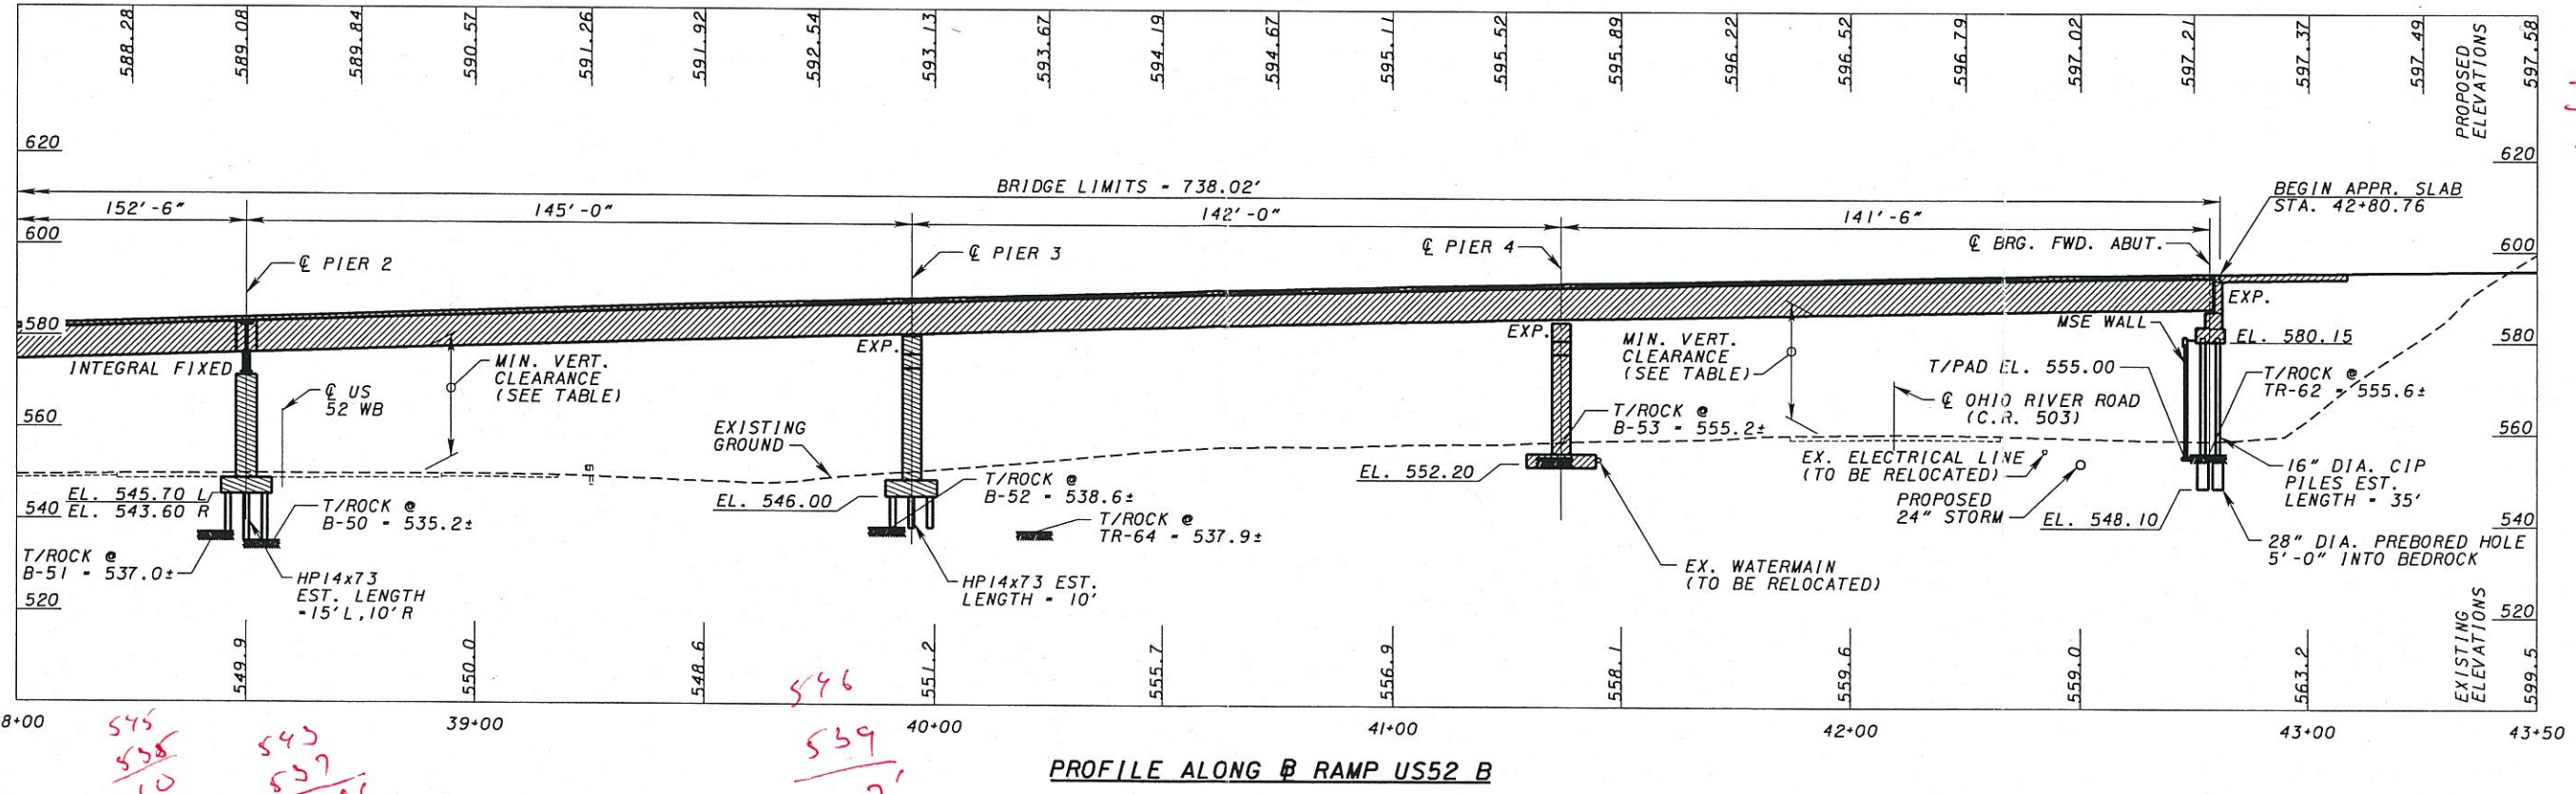 588.28
589.08
589.84
590.57
591.26
591.92
592.54
593.13
593.67
594.19
594.67
595.11
595.52
595.89
596.22
596.52
596.79
597.02
597.21
597.37
597.49
597.58
PROPOSED
ELEVATIONS
620
620
BRIDGE LIMITS = 738.02'
BEGIN APPR. SLAB
STA. 42+80.76
152'-6"
145'-0"
142'-0"
141'-6"
600
600
℄ PIER 2
℄ PIER 3
℄ PIER 4
℄ BRG. FWD. ABUT.
580
580
INTEGRAL FIXED
EXP.
EXP.
EXP.
MIN. VERT.
CLEARANCE
(SEE TABLE)
MIN. VERT.
CLEARANCE
(SEE TABLE)
MSE WALL
EL. 580.15
T/PAD EL. 555.00
T/ROCK @
TR-62 = 555.6±
℄ US
52 WB
℄ OHIO RIVER ROAD
(C.R. 503)
560
560
EXISTING
GROUND
T/ROCK @
B-53 = 555.2±
EL. 552.20
EX. ELECTRICAL LINE
(TO BE RELOCATED)
16" DIA. CIP
PILES EST.
LENGTH = 35'
EL. 545.70 L
EL. 543.60 R
T/ROCK @
B-50 = 535.2±
EL. 546.00
T/ROCK @
B-52 = 538.6±
PROPOSED
24" STORM
EL. 548.10
540
540
T/ROCK @
B-51 = 537.0±
T/ROCK @
TR-64 = 537.9±
28" DIA. PREBORED HOLE
5'-0" INTO BEDROCK
HP14x73
EST. LENGTH
=15'L,10'R
HP14x73 EST.
LENGTH = 10'
EX. WATERMAIN
(TO BE RELOCATED)
520
520
549.9
550.0
548.6
551.2
555.7
556.9
558.1
559.6
559.0
563.2
599.5
EXISTING
ELEVATIONS
8+00
39+00
40+00
41+00
42+00
43+00
43+50
545
535
543
537
546
539
PROFILE ALONG ⅊ RAMP US52 B